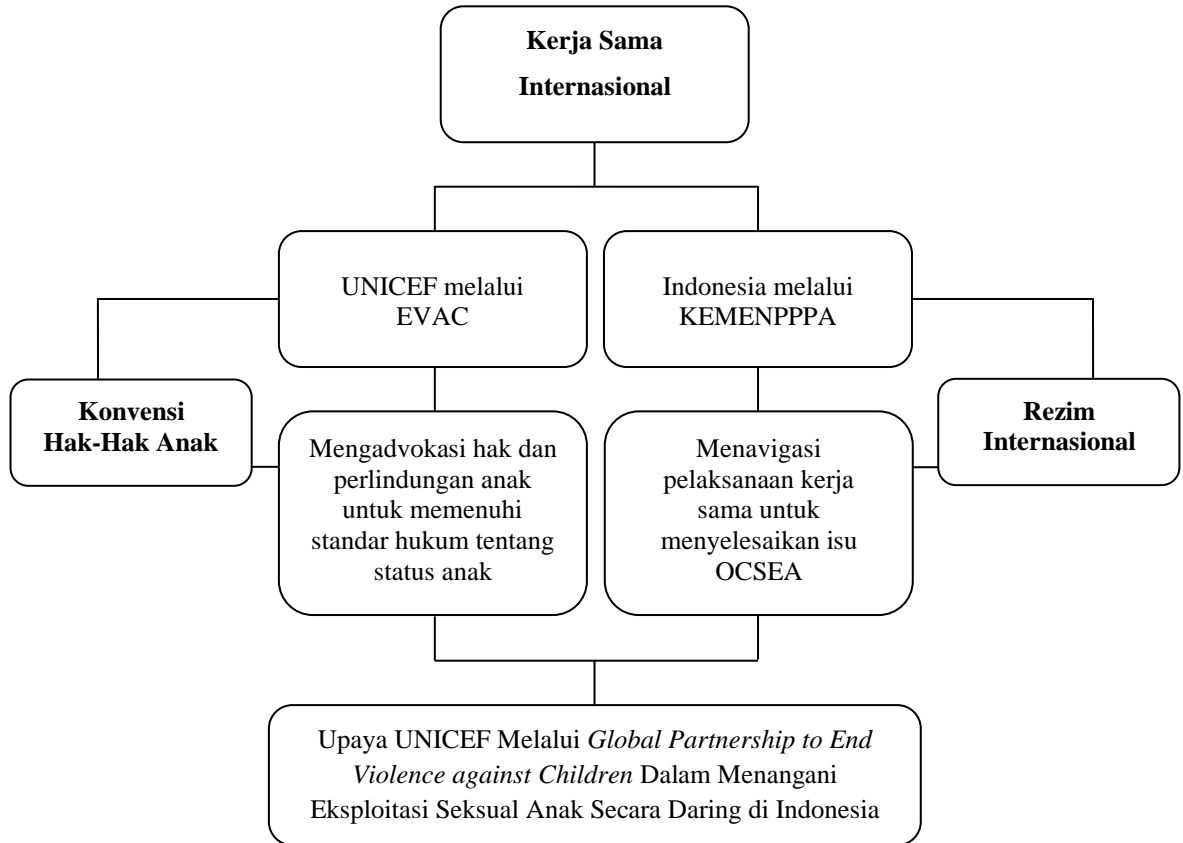 Kerja Sama
Internasional
UNICEF melalui
EVAC
Indonesia melalui
KEMENPPPA
Konvensi
Hak-Hak Anak
Mengadvokasi hak dan
perlindungan anak
untuk memenuhi
standar hukum tentang
status anak
Menavigasi
pelaksanaan kerja
sama untuk
menyelesaikan isu
OCSEA
Rezim
Internasional
Upaya UNICEF Melalui Global Partnership to End
Violence against Children Dalam Menangani
Eksploitasi Seksual Anak Secara Daring di Indonesia